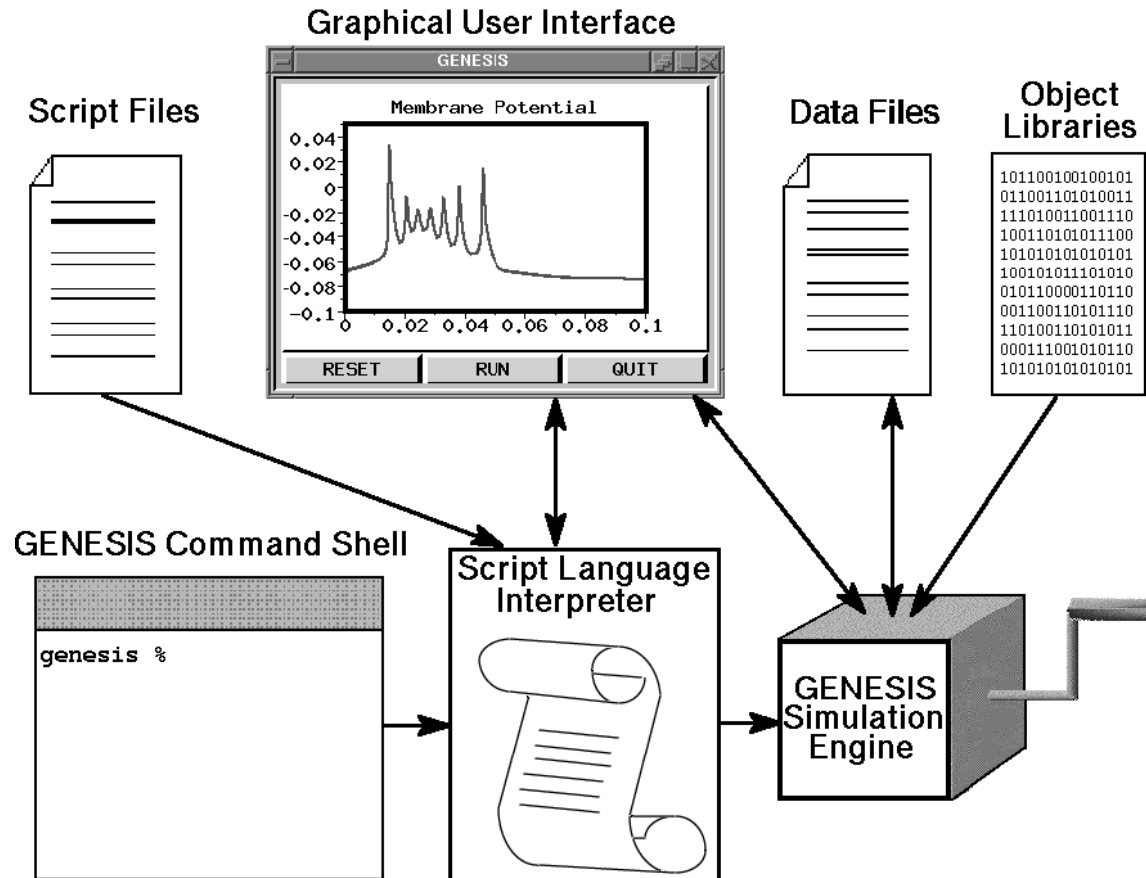 Graphical User Interface
GENESIS
Script Files
Membrane Potential
0.04
0.02
0
-0.02
-0.04
-0.06
-0.08
-0.1
0 0.02 0.04 0.06 0.08 0.1
RESET RUN QUIT
Data Files
Object
Libraries
101100100100101
011001101010011
111010011001110
100110101011100
101010101010101
100101011101010
010110000110110
001100110101110
110100110101011
000111001010110
101010101010101
GENESIS Command Shell
genesis %
Script Language
Interpreter
GENESIS
Simulation
Engine